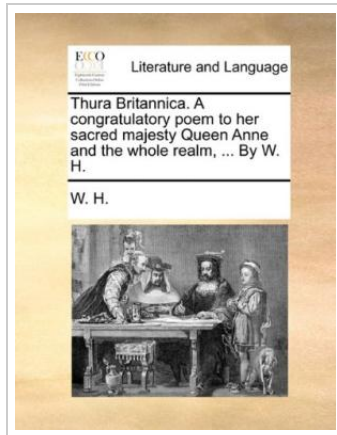 ECCO
Literature and Language
Thura Britannica. A
congratulatory poem to her
sacred majesty Queen Anne
and the whole realm, ... By W.
H.
W. H.